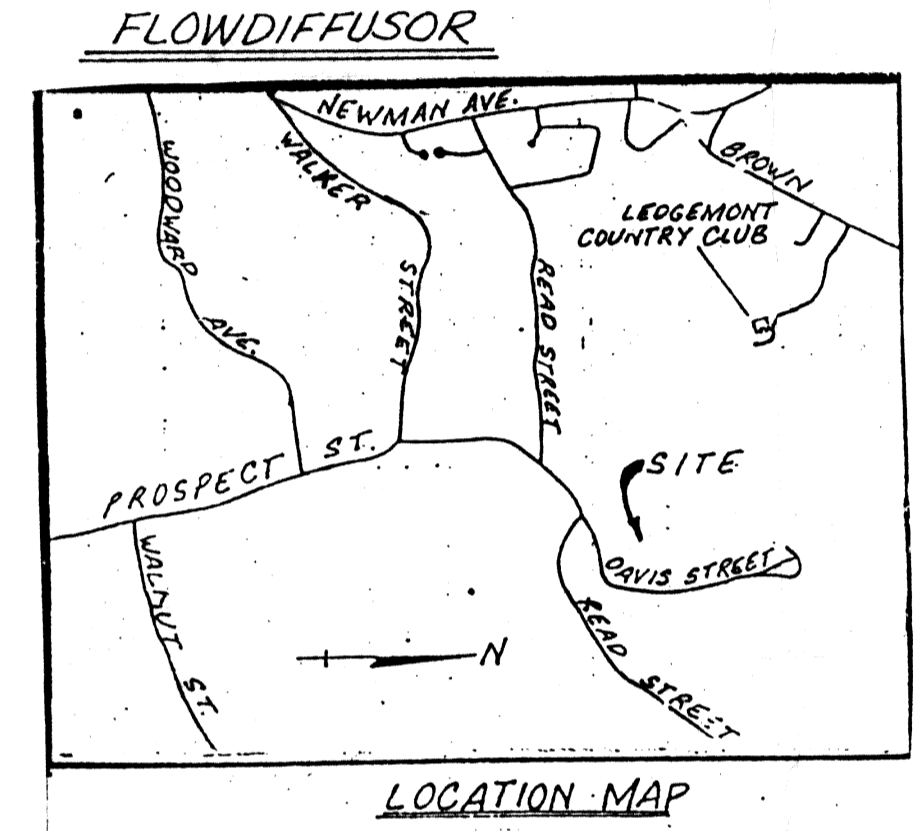 FLOWDIFFUSOR
NEWMAN AVE.
WOODWARD AVE.
WALKER STREET
BROWN
LEDGEMONT
COUNTRY CLUB
READ STREET
PROSPECT ST.
SITE
WALNUT ST.
DAVIS STREET
READ STREET
N
LOCATION MAP